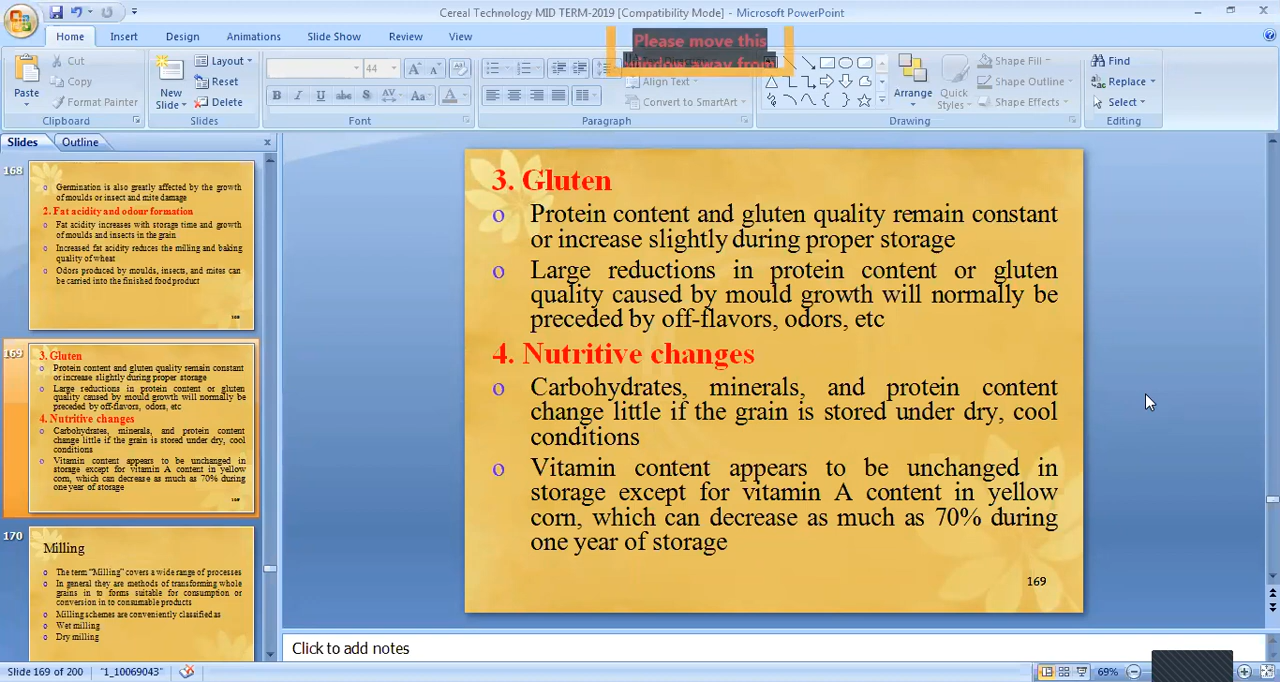 Cereal Technology MID TERM-2019 [Compatibility Mode] - Microsoft PowerPoint
Home Insert Design Animations Slide Show Review View
Please move this
window away from
Paste
Cut
Copy
Format Painter
Clipboard
New
Slide
Layout
Reset
Delete
Slides
44
B I U abc S AV Aa A
Font
Align Text
Convert to SmartArt
Paragraph
Arrange
Quick
Styles
Shape Fill
Shape Outline
Shape Effects
Drawing
Find
Replace
Select
Editing
Slides Outline
168
Germination is also greatly affected by the growth
of moulds or insect and mite damage
2. Fat acidity and odour formation
Fat acidity increases with storage time and growth
of moulds and insects in the grain
Increased fat acidity reduces the milling and baking
quality of wheat
Odors produced by moulds, insects, and mites can
be carried into the finished food product
168
169
3. Gluten
Protein content and gluten quality remain constant
or increase slightly during proper storage
Large reductions in protein content or gluten
quality caused by mould growth will normally be
preceded by off-flavors, odors, etc
4. Nutritive changes
Carbohydrates, minerals, and protein content
change little if the grain is stored under dry, cool
conditions
Vitamin content appears to be unchanged in
storage except for vitamin A content in yellow
corn, which can decrease as much as 70% during
one year of storage
169
170
Milling
The term "Milling" covers a wide range of processes
In general they are methods of transforming whole
grains in to forms suitable for consumption or
conversion in to consumable products
Milling schemes are conveniently classified as
Wet milling
Dry milling
3. Gluten
o Protein content and gluten quality remain constant
or increase slightly during proper storage
o Large reductions in protein content or gluten
quality caused by mould growth will normally be
preceded by off-flavors, odors, etc
4. Nutritive changes
o Carbohydrates, minerals, and protein content
change little if the grain is stored under dry, cool
conditions
o Vitamin content appears to be unchanged in
storage except for vitamin A content in yellow
corn, which can decrease as much as 70% during
one year of storage
169
Click to add notes
Slide 169 of 200 "1_10069043" 69%